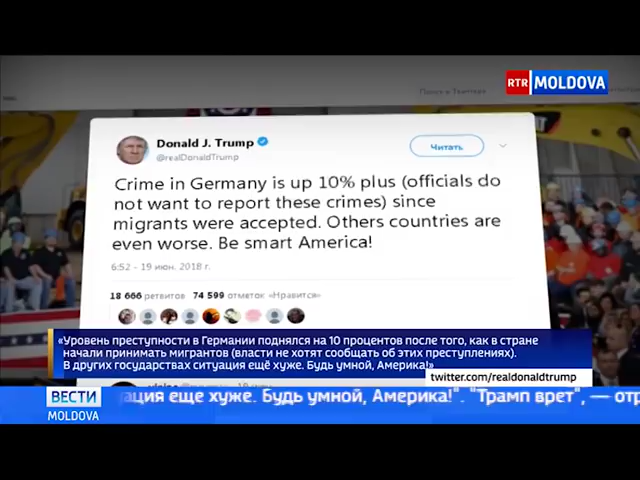 RTR MOLDOVA
Поиск в Твиттере
Donald J. Trump
@realDonaldTrump
Читать
Crime in Germany is up 10% plus (officials do
not want to report these crimes) since
migrants were accepted. Others countries are
even worse. Be smart America!
6:52 - 19 июн. 2018 г.
18 666 ретвитов 74 599 отметок «Нравится»
«Уровень преступности в Германии поднялся на 10 процентов после того, как в стране
начали принимать мигрантов (власти не хотят сообщать об этих преступлениях).
В других государствах ситуация ещё хуже. Будь умной, Америка!»
twitter.com/realdonaldtrump
ВЕСТИ
MOLDOVA
ация еще хуже. Будь умной, Америка!". "Трамп врет", — отр